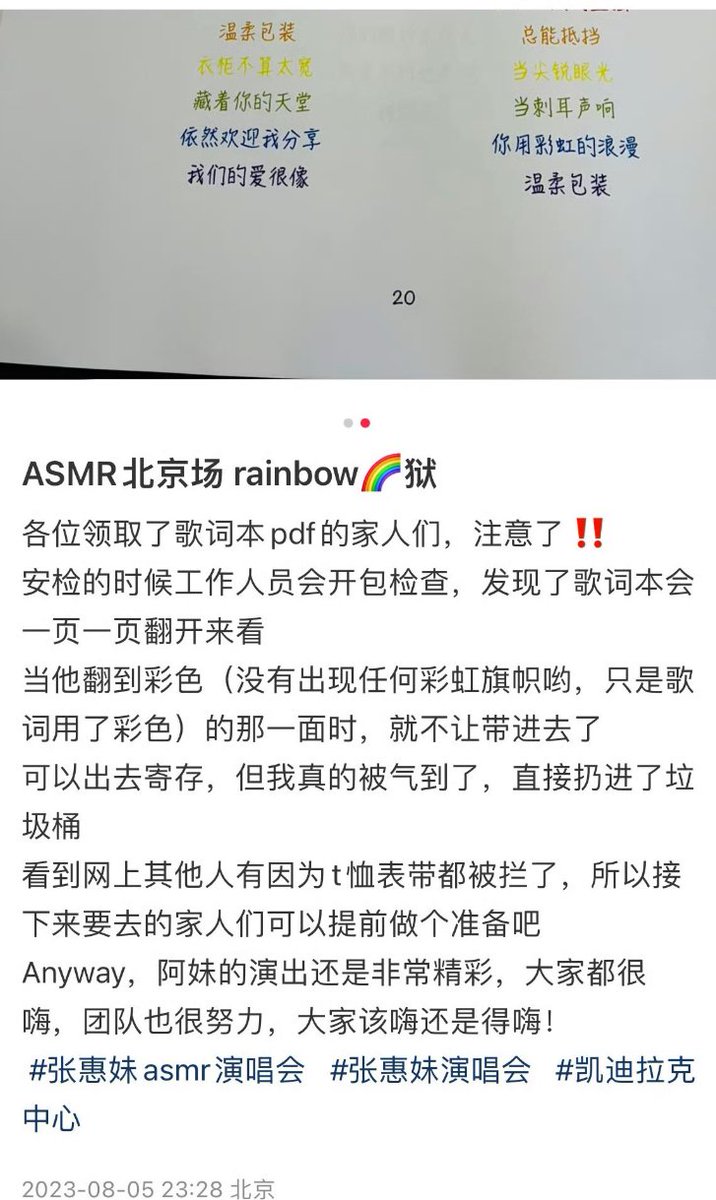 温柔包装
衣柜不算太宽
藏着你的天堂
依然欢迎我分享
我们的爱很像
总能抵挡
当尖锐眼光
当刺耳声响
你用彩虹的浪漫
温柔包装
20
ASMR北京场 rainbow🌈狱
各位领取了歌词本pdf的家人们，注意了‼️
安检的时候工作人员会开包检查，发现了歌词本会
一页一页翻开来看
当他翻到彩色（没有出现任何彩虹旗帜哟，只是歌
词用了彩色）的那一面时，就不让带进去了
可以出去寄存，但我真的被气到了，直接扔进了垃
圾桶
看到网上其他人有因为t恤表带都被拦了，所以接
下来要去的家人们可以提前做个准备吧
Anyway，阿妹的演出还是非常精彩，大家都很
嗨，团队也很努力，大家该嗨还是得嗨！
#张惠妹asmr演唱会 #张惠妹演唱会 #凯迪拉克
中心
2023-08-05 23:28 北京